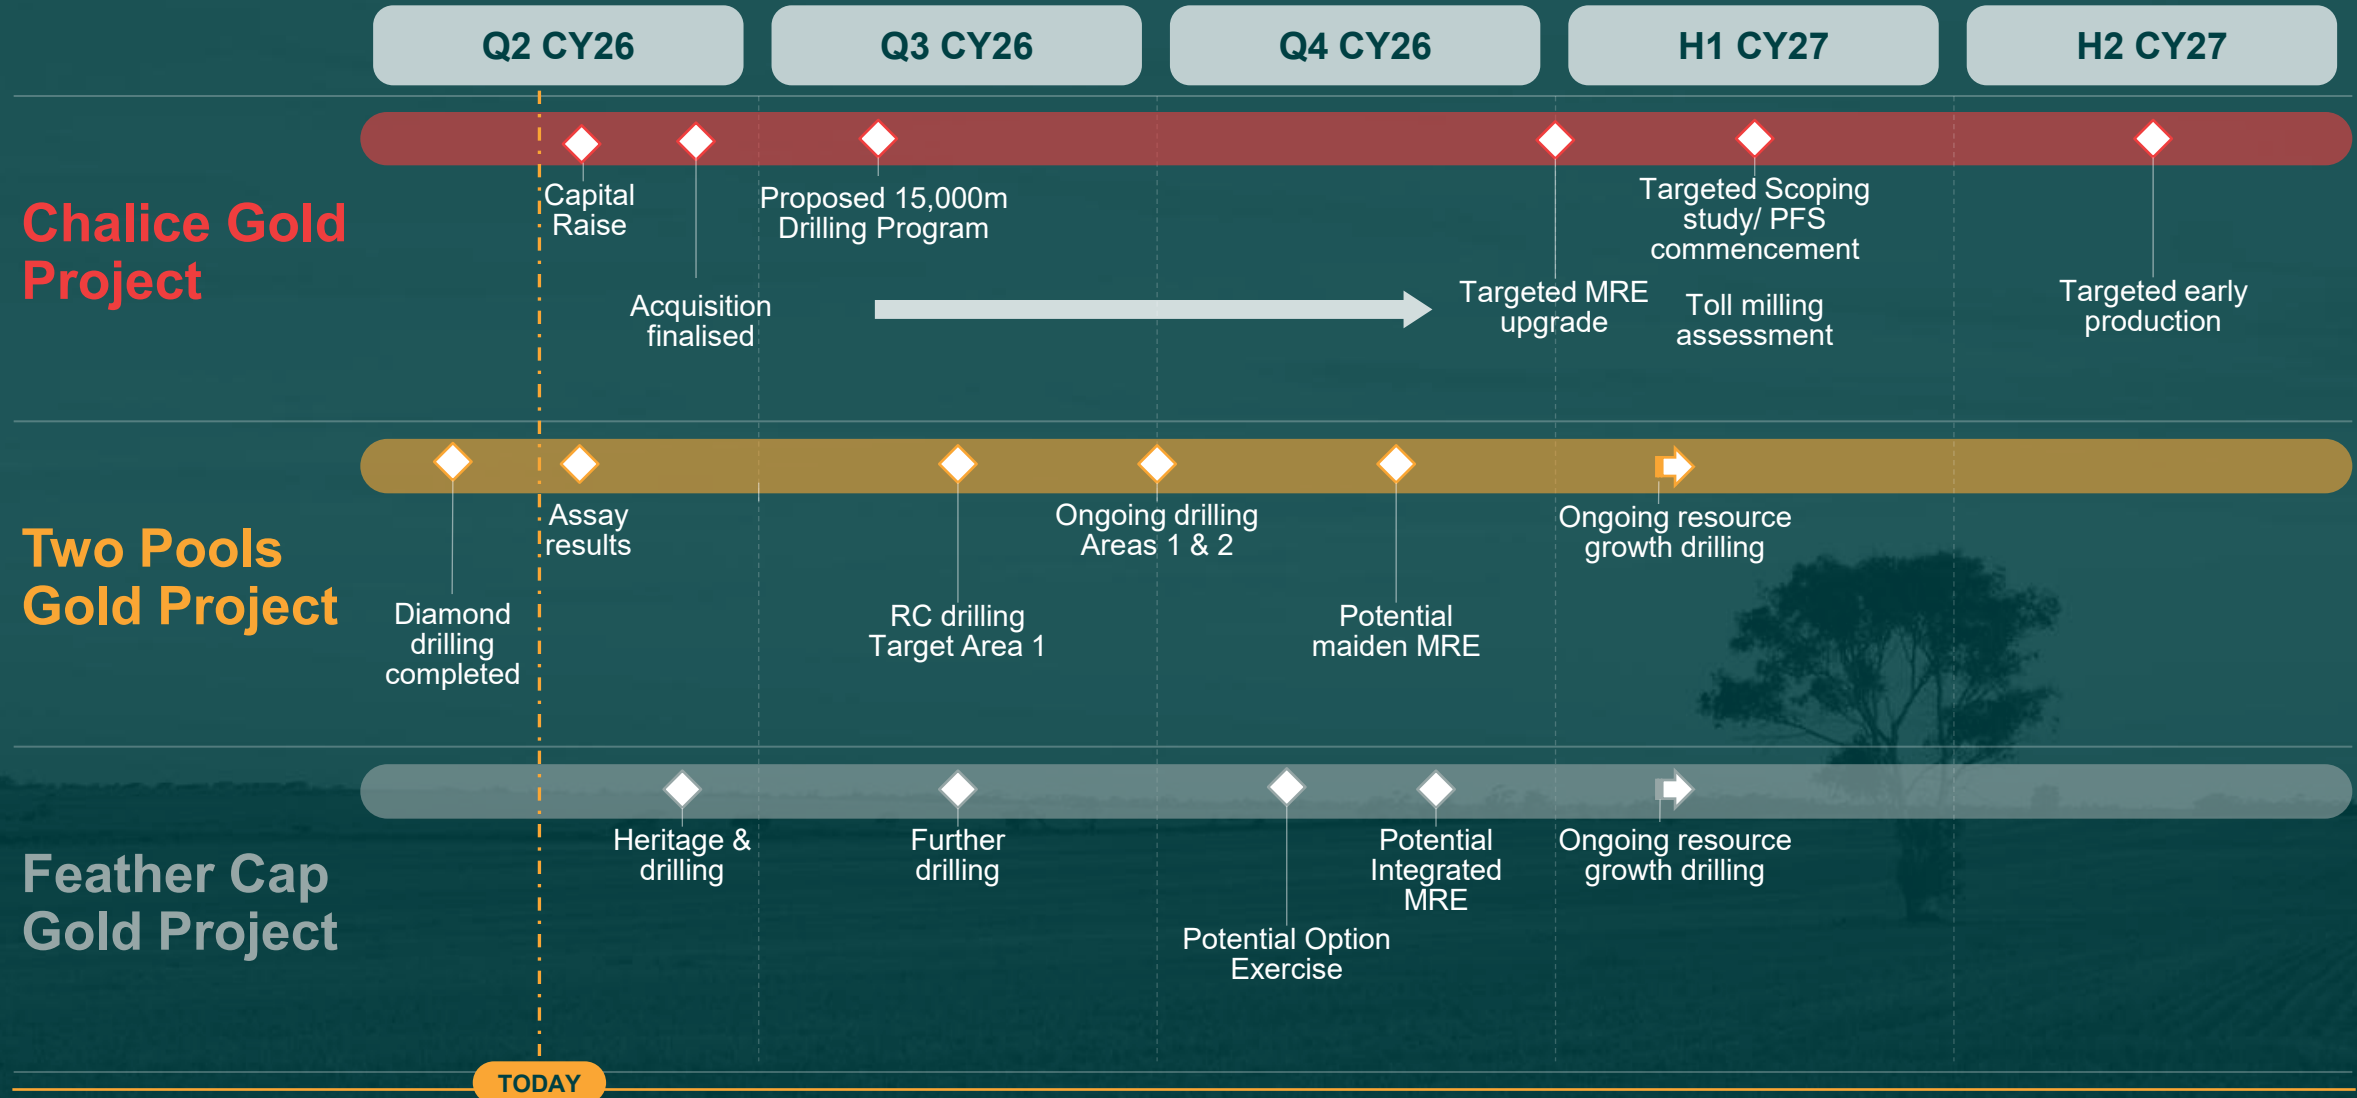 Q2 CY26
Q3 CY26
Q4 CY26
H1 CY27
H2 CY27
Chalice Gold
Project
Capital
Raise
Acquisition
finalised
Proposed 15,000m
Drilling Program
Targeted MRE
upgrade
Targeted Scoping
study/ PFS
commencement
Toll milling
assessment
Targeted early
production
Two Pools
Gold Project
Diamond
drilling
completed
Assay
results
RC drilling
Target Area 1
Ongoing drilling
Areas 1 & 2
Potential
maiden MRE
Ongoing resource
growth drilling
Feather Cap
Gold Project
Heritage &
drilling
Further
drilling
Potential Option
Exercise
Potential
Integrated
MRE
Ongoing resource
growth drilling
TODAY